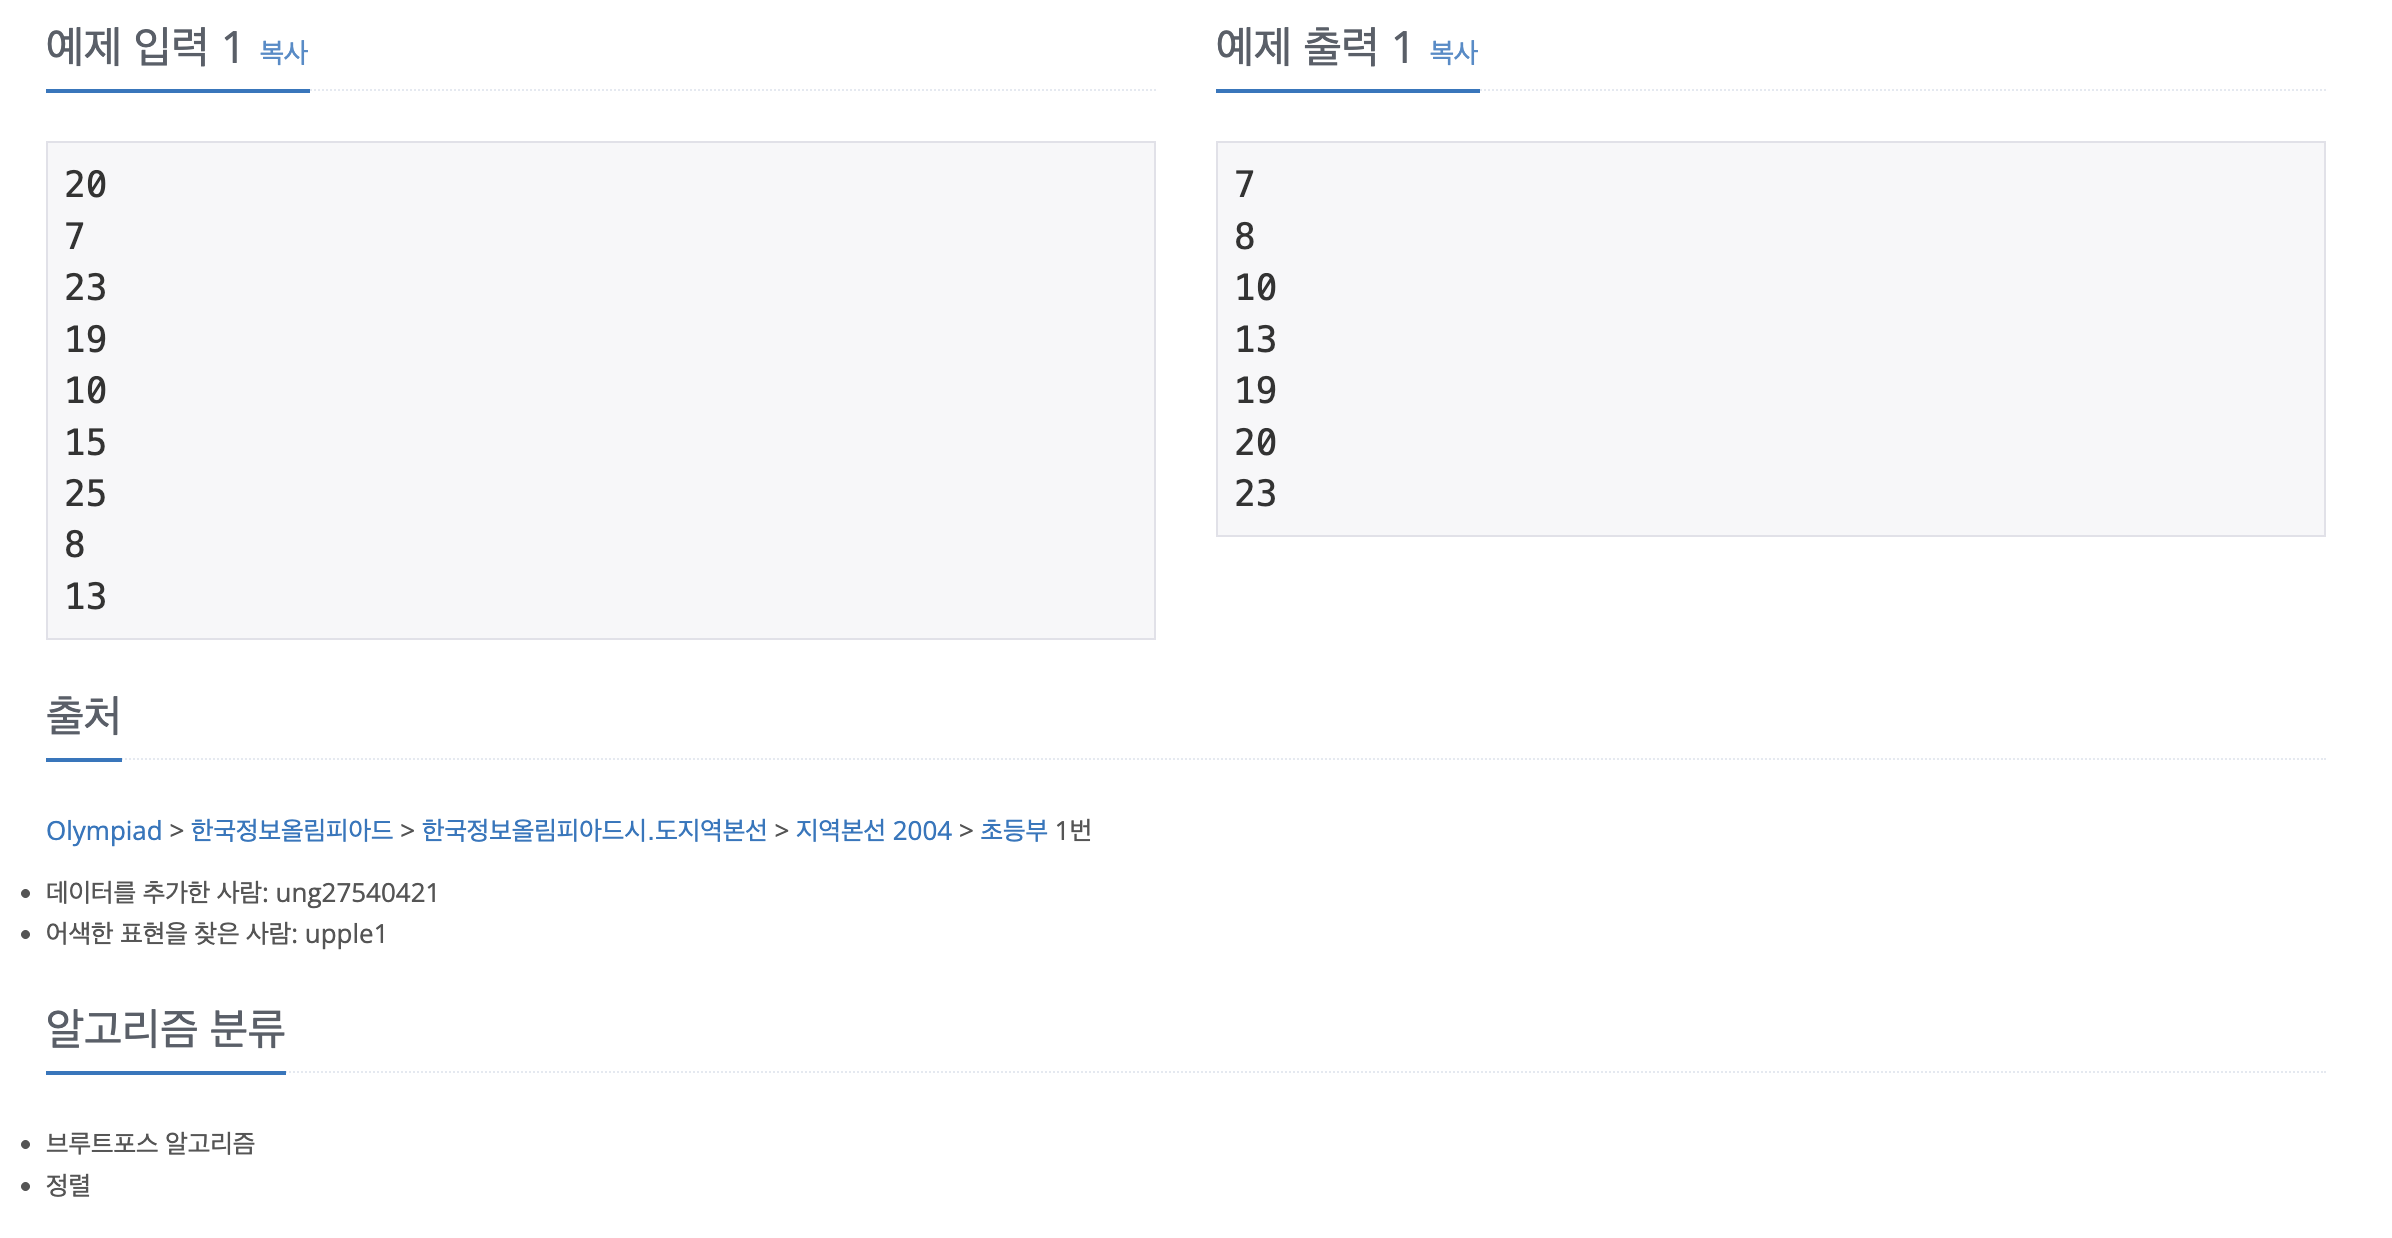 예제 입력 1 복사
20
7
23
19
10
15
25
8
13
예제 출력 1 복사
7
8
10
13
19
20
23
출처
Olympiad > 한국정보올림피아드 > 한국정보올림피아드시.도지역본선 > 지역본선 2004 > 초등부 1번
데이터를 추가한 사람: ung27540421
어색한 표현을 찾은 사람: upple1
알고리즘 분류
브루트포스 알고리즘
정렬